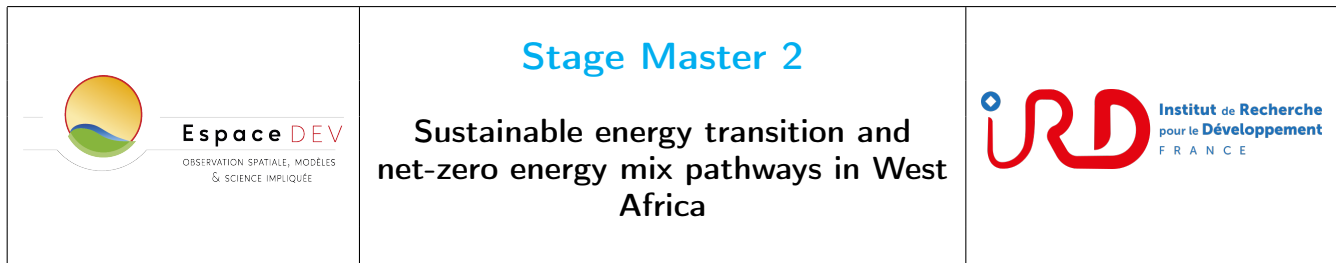 Espace DEV
OBSERVATION SPATIALE, MODÈLES
& SCIENCE IMPLIQUÉE
Stage Master 2
Sustainable energy transition and
net-zero energy mix pathways in West
Africa
iRD
Institut de Recherche
pour le Développement
FRANCE